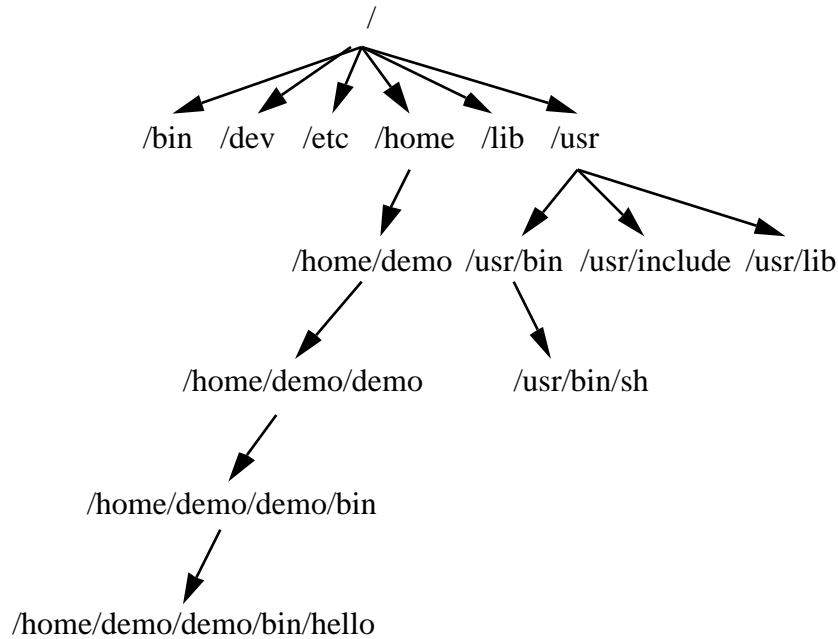 /
/bin /dev /etc /home /lib /usr
/home/demo /usr/bin /usr/include /usr/lib
/home/demo/demo /usr/bin/sh
/home/demo/demo/bin
/home/demo/demo/bin/hello